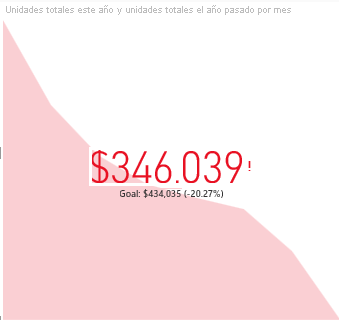 Unidades totales este año y unidades totales el año pasado por mes
$346.039!
Goal: $434,035 (-20.27%)